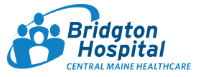 Bridgton
Hospital
CENTRAL MAINE HEALTHCARE